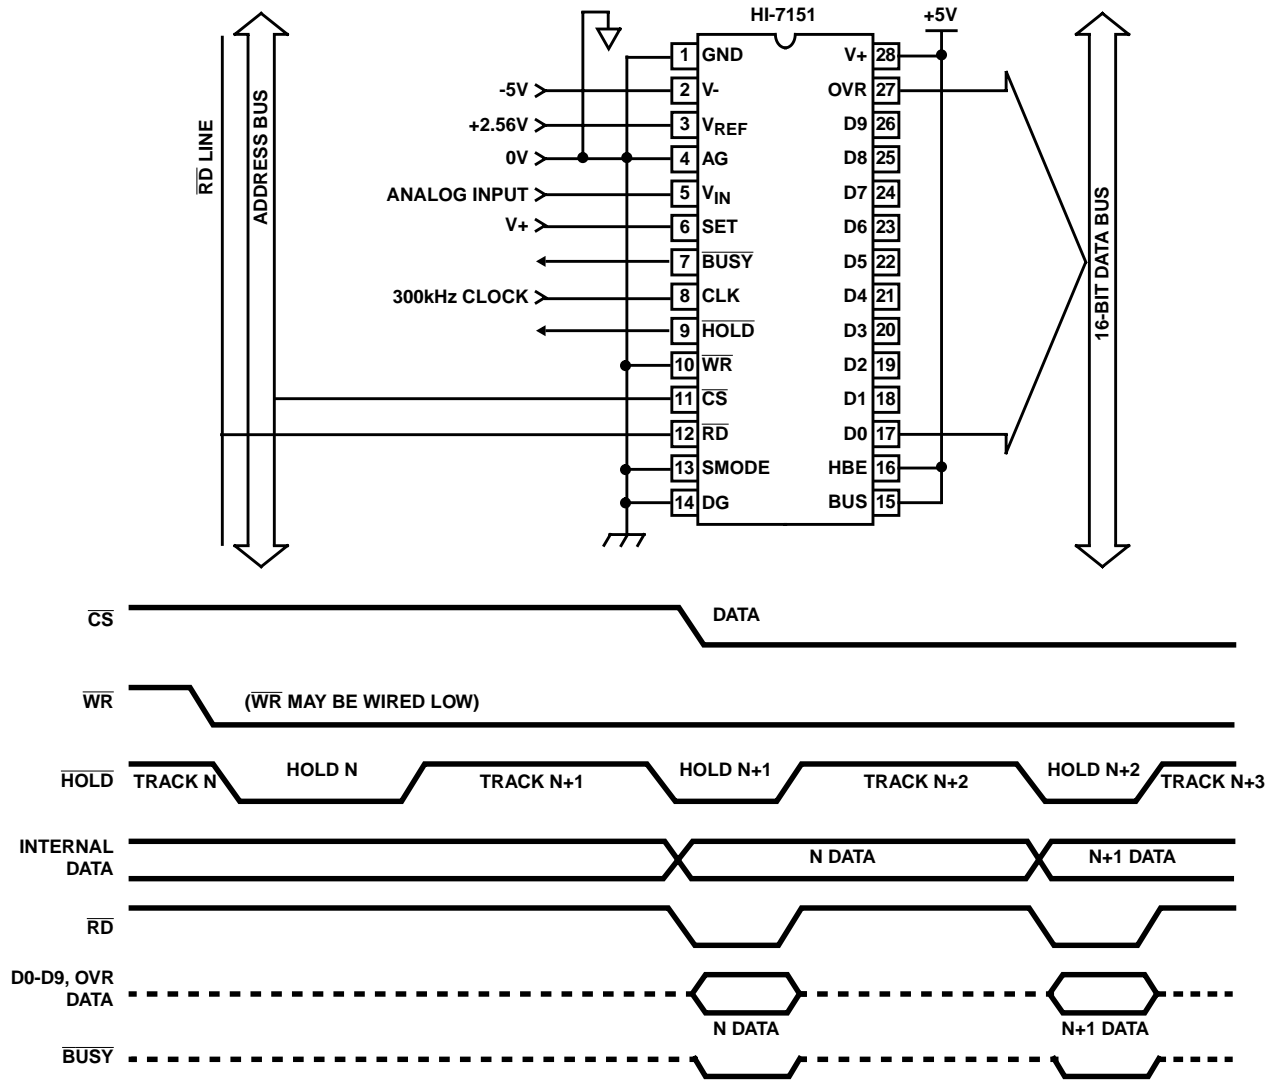 HI-7151
+5V
RD LINE
ADDRESS BUS
16-BIT DATA BUS
-5V
+2.56V
0V
ANALOG INPUT
V+
300kHz CLOCK
1 GND
2 V-
3 VREF
4 AG
5 VIN
6 SET
7 BUSY
8 CLK
9 HOLD
10 WR
11 CS
12 RD
13 SMODE
14 DG
V+ 28
OVR 27
D9 26
D8 25
D7 24
D6 23
D5 22
D4 21
D3 20
D2 19
D1 18
D0 17
HBE 16
BUS 15
CS
DATA
WR
(WR MAY BE WIRED LOW)
HOLD
TRACK N
HOLD N
TRACK N+1
HOLD N+1
TRACK N+2
HOLD N+2
TRACK N+3
INTERNAL
DATA
N DATA
N+1 DATA
RD
D0-D9, OVR
DATA
N DATA
N+1 DATA
BUSY